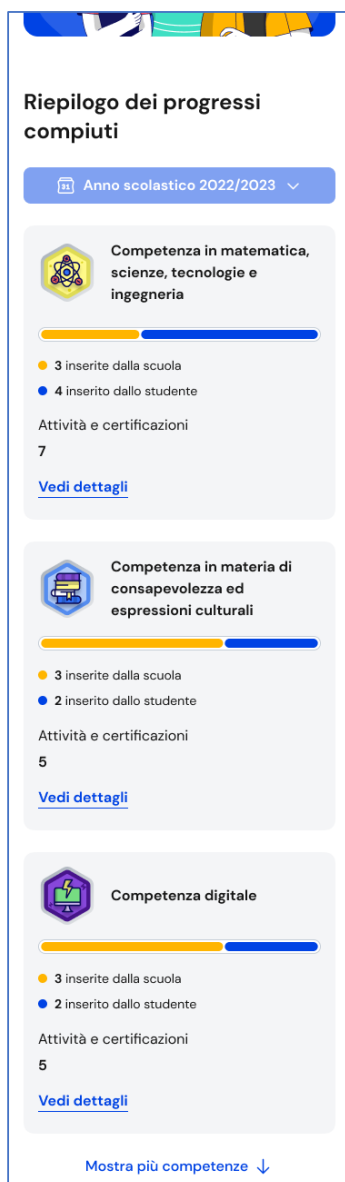 Riepilogo dei progressi
compiuti
31 Anno scolastico 2022/2023
Competenza in matematica,
scienze, tecnologie e
ingegneria
3 inserite dalla scuola
4 inserito dallo studente
Attività e certificazioni
7
Vedi dettagli
Competenza in materia di
consapevolezza ed
espressioni culturali
3 inserite dalla scuola
2 inserito dallo studente
Attività e certificazioni
5
Vedi dettagli
Competenza digitale
3 inserite dalla scuola
2 inserito dallo studente
Attività e certificazioni
5
Vedi dettagli
Mostra più competenze